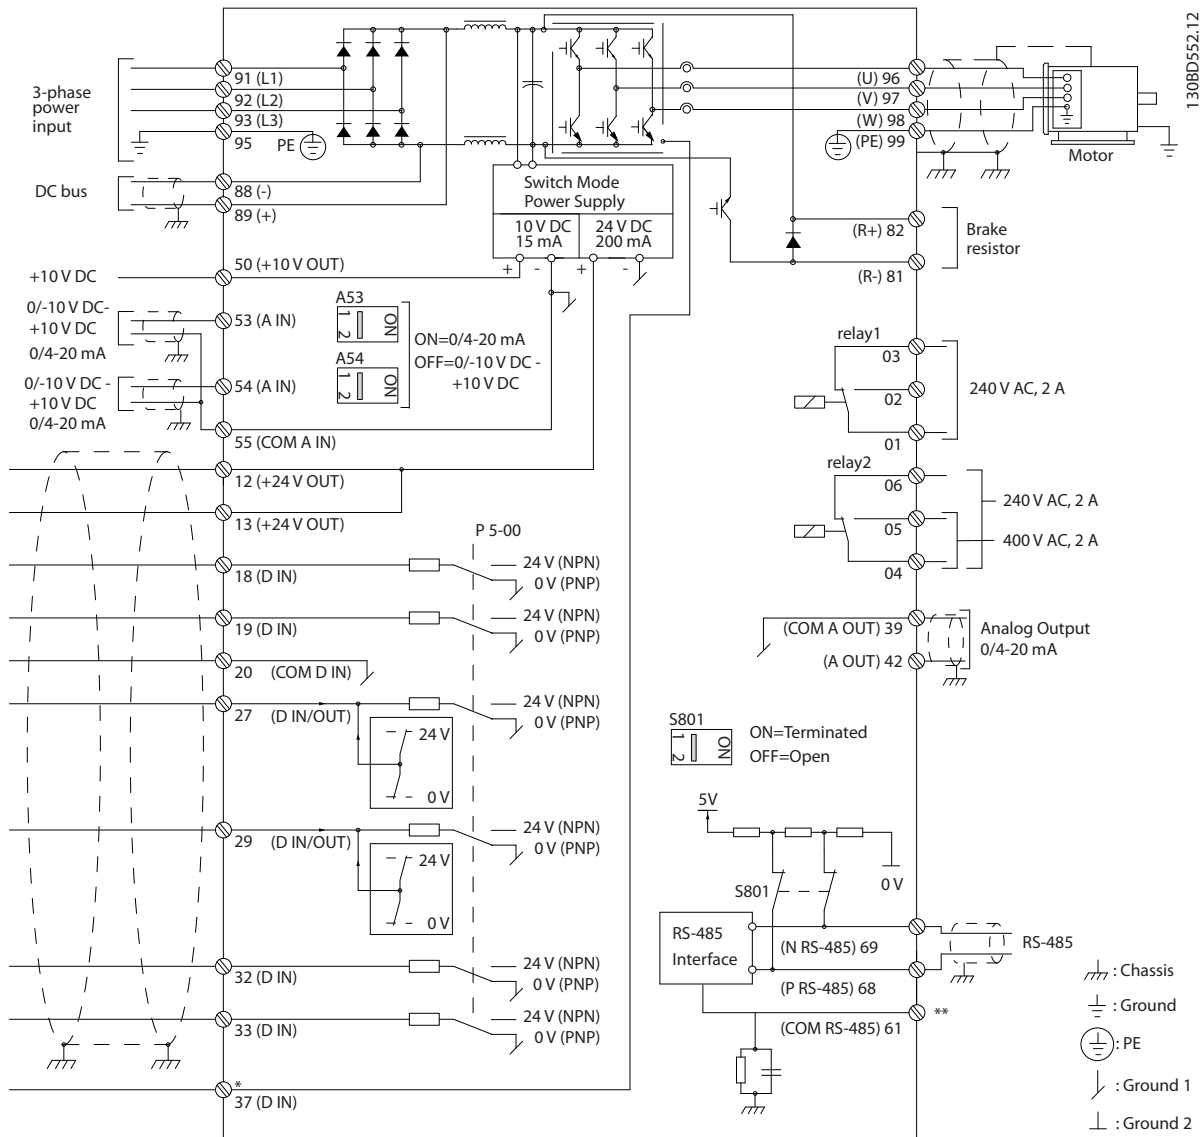 130BD552.12
3-phase
power
input
91 (L1)
92 (L2)
93 (L3)
95
PE
DC bus
88 (-)
89 (+)
+10 V DC
50 (+10 V OUT)
0/-10 V DC-
+10 V DC
0/4-20 mA
53 (A IN)
0/-10 V DC -
+10 V DC
0/4-20 mA
54 (A IN)
55 (COM A IN)
12 (+24 V OUT)
13 (+24 V OUT)
18 (D IN)
19 (D IN)
20 (COM D IN)
27 (D IN/OUT)
29 (D IN/OUT)
32 (D IN)
33 (D IN)
*
37 (D IN)
Switch Mode
Power Supply
10 V DC
15 mA
24 V DC
200 mA
+ - + -
A53
1 2
ON
A54
1 2
ON
ON=0/4-20 mA
OFF=0/-10 V DC -
+10 V DC
P 5-00
24 V (NPN)
0 V (PNP)
24 V (NPN)
0 V (PNP)
24 V (NPN)
0 V (PNP)
24 V
0 V
24 V (NPN)
0 V (PNP)
24 V
0 V
24 V (NPN)
0 V (PNP)
24 V (NPN)
0 V (PNP)
(U) 96
(V) 97
(W) 98
(PE) 99
Motor
(R+) 82
(R-) 81
Brake
resistor
relay1
03
02
01
240 V AC, 2 A
relay2
06
05
04
240 V AC, 2 A
400 V AC, 2 A
(COM A OUT) 39
(A OUT) 42
Analog Output
0/4-20 mA
S801
1 2
ON
ON=Terminated
OFF=Open
5V
0 V
S801
RS-485
Interface
(N RS-485) 69
(P RS-485) 68
(COM RS-485) 61
RS-485
**
: Chassis
: Ground
: PE
: Ground 1
: Ground 2